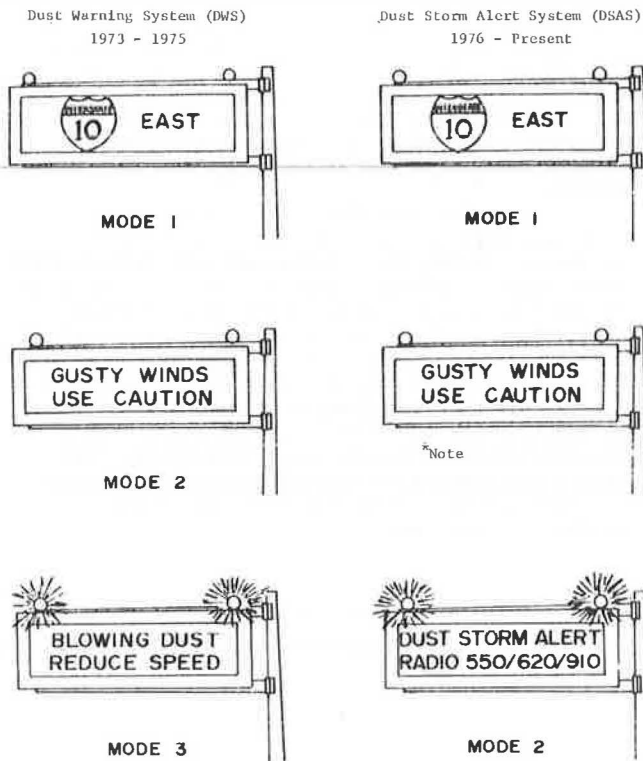 Dust Warning System (DWS)
1973 - 1975
INTERSTATE
10
EAST
MODE 1
GUSTY WINDS
USE CAUTION
MODE 2
BLOWING DUST
REDUCE SPEED
MODE 3
Dust Storm Alert System (DSAS)
1976 - Present
INTERSTATE
10
EAST
MODE 1
GUSTY WINDS
USE CAUTION
*Note
DUST STORM ALERT
RADIO 550/620/910
MODE 2